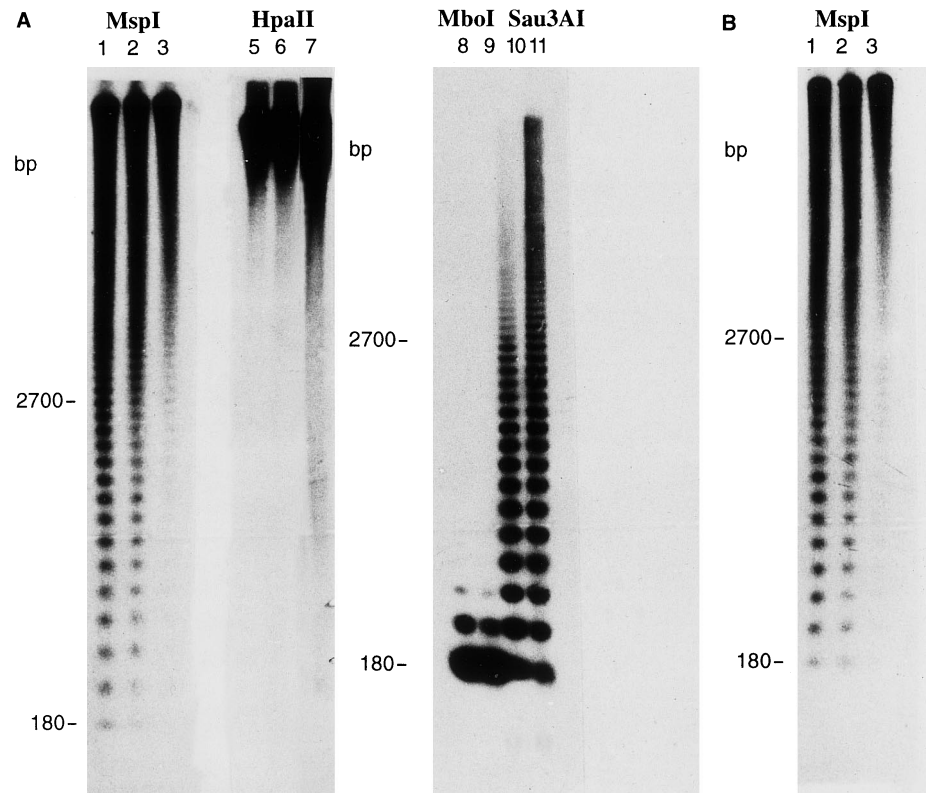 A MspI HpaII MboI Sau3AI B MspI
1 2 3 5 6 7 8 9 10 11 1 2 3
bp bp bp
2700- 2700-
2700-
180- 180-
180-